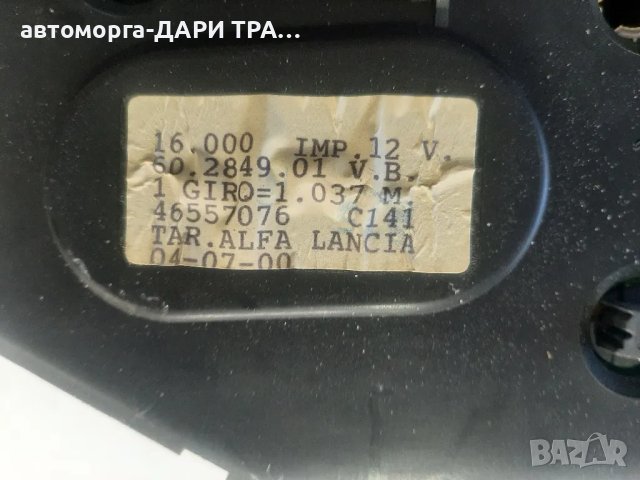 автоморга-ДАРИ ТРА...
16.000 IMP.12 V.
60.2849.01 V.B.
1 GIRO=1.037 M.
46557076 C141
TAR.ALFA LANCIA
04-07-00
BAZAR